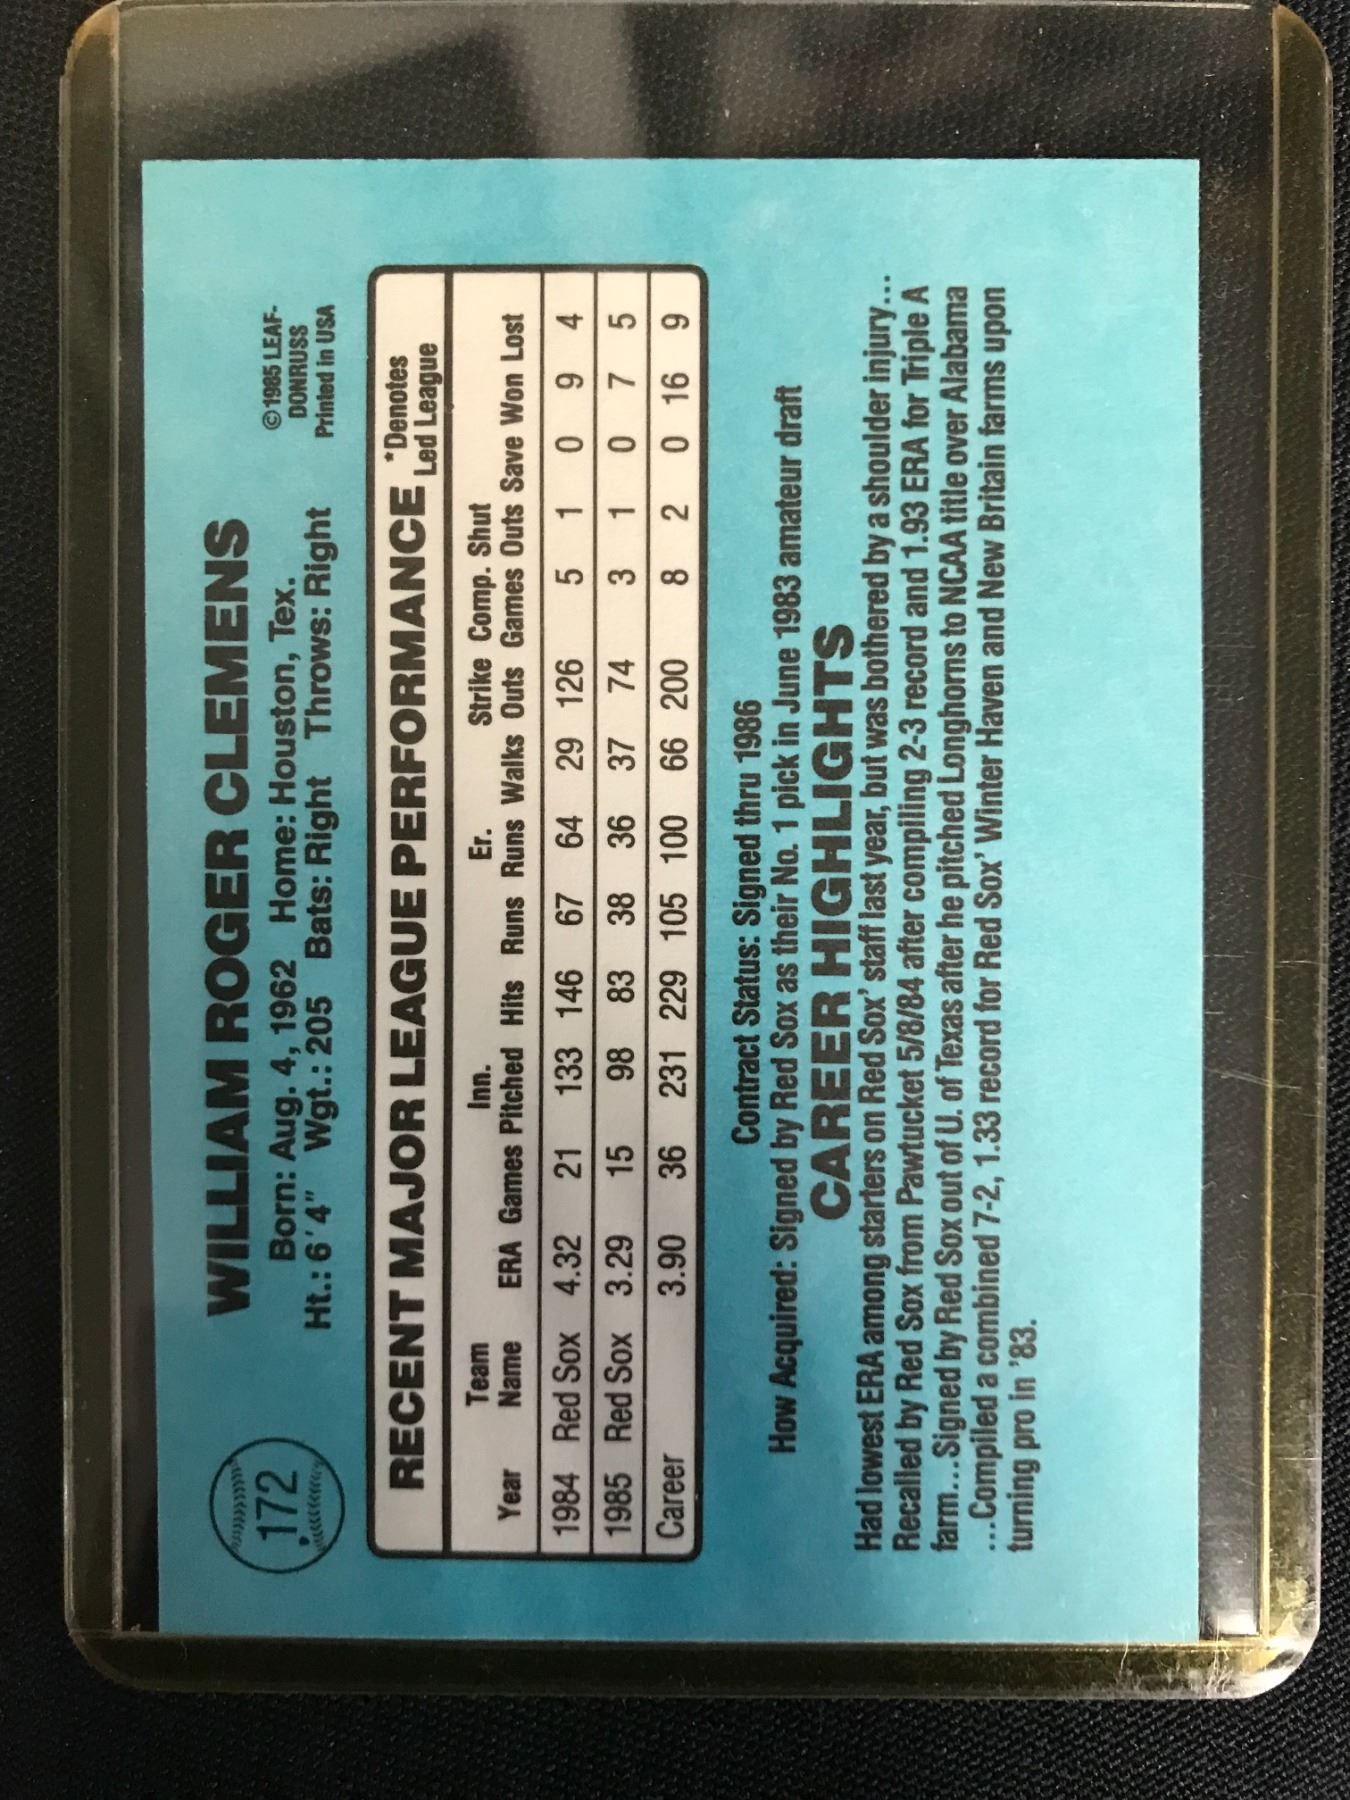 172
WILLIAM ROGER CLEMENS
Born: Aug. 4, 1962 Home: Houston, Tex.
Ht.: 6'4" Wgt.: 205 Bats: Right Throws: Right
©1985 LEAF-
DONRUSS
Printed in USA
RECENT MAJOR LEAGUE PERFORMANCE *Denotes
Led League
Team Inn. Er. Strike Comp. Shut
Year Name ERA Games Pitched Hits Runs Runs Walks Outs Games Outs Save Won Lost
1984 Red Sox 4.32 21 133 146 67 64 29 126 5 1 0 9 4
1985 Red Sox 3.29 15 98 83 38 36 37 74 3 1 0 7 5
Career 3.90 36 231 229 105 100 66 200 8 2 0 16 9
Contract Status: Signed thru 1986
How Acquired: Signed by Red Sox as their No. 1 pick in June 1983 amateur draft
CAREER HIGHLIGHTS
Had lowest ERA among starters on Red Sox' staff last year, but was bothered by a shoulder injury...
Recalled by Red Sox from Pawtucket 5/8/84 after compiling 2-3 record and 1.93 ERA for Triple A
farm...Signed by Red Sox out of U. of Texas after he pitched Longhorns to NCAA title over Alabama
...Compiled a combined 7-2, 1.33 record for Red Sox' Winter Haven and New Britain farms upon
turning pro in '83.